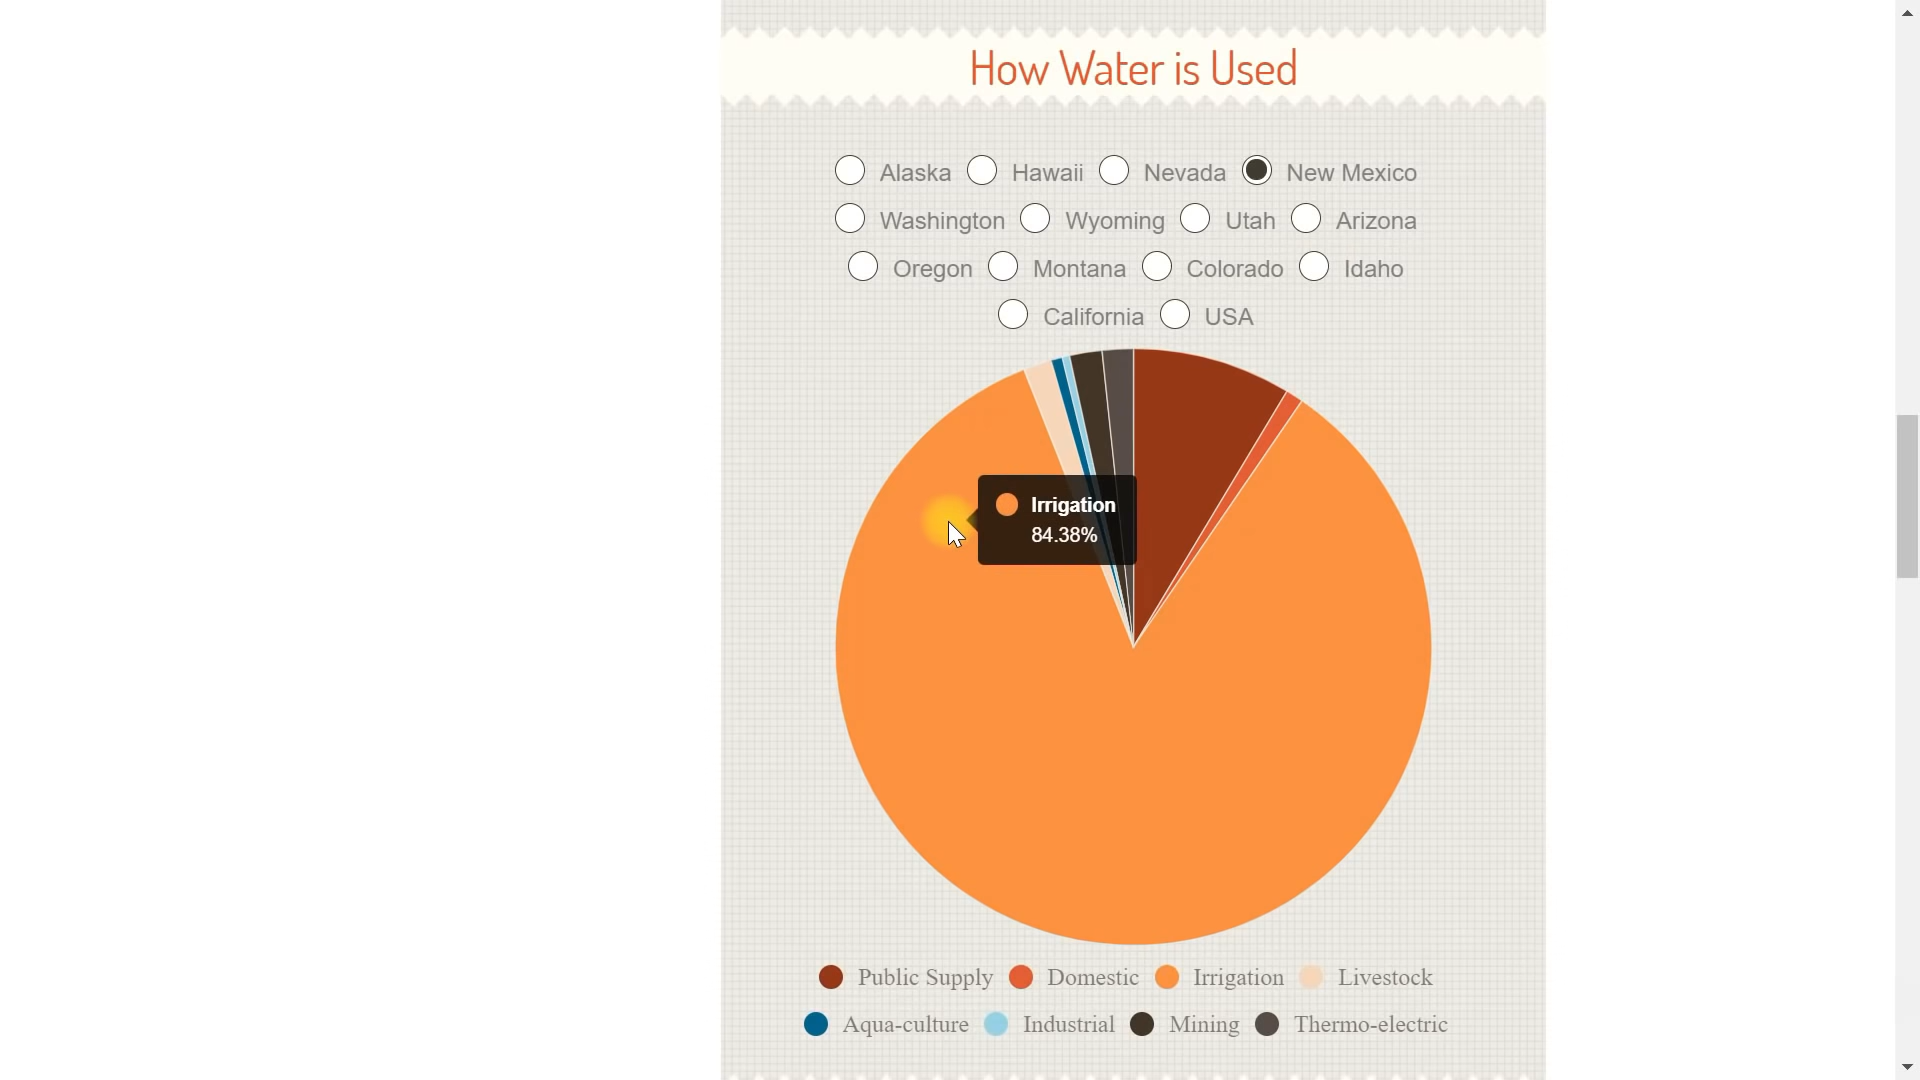 How Water is Used
Alaska Hawaii Nevada New Mexico
Washington Wyoming Utah Arizona
Oregon Montana Colorado Idaho
California USA
Irrigation
84.38%
Public Supply Domestic Irrigation Livestock
Aqua-culture Industrial Mining Thermo-electric